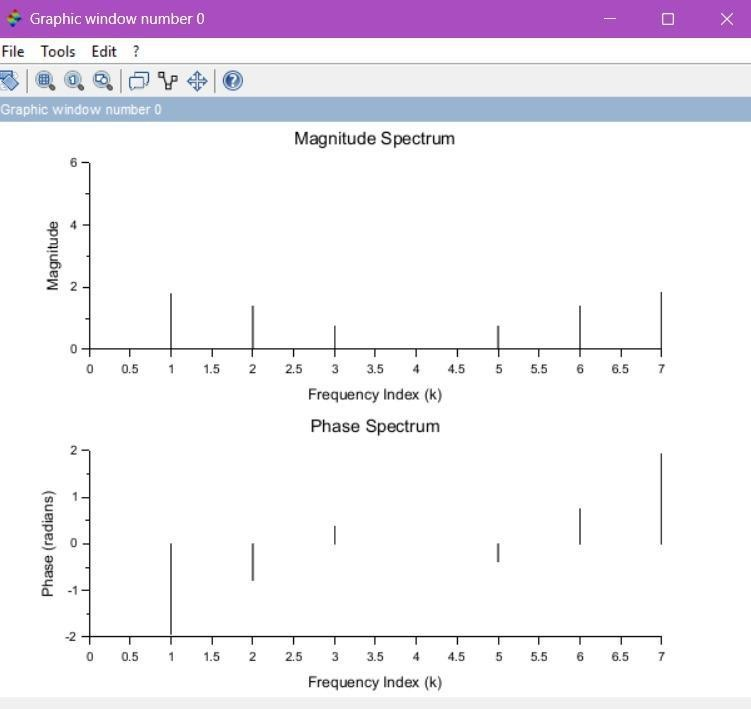 Graphic window number 0
File Tools Edit ?
Graphic window number 0
Magnitude Spectrum
6
4
2
0
Magnitude
0 0.5 1 1.5 2 2.5 3 3.5 4 4.5 5 5.5 6 6.5 7
Frequency Index (k)
Phase Spectrum
2
1
0
-1
-2
Phase (radians)
0 0.5 1 1.5 2 2.5 3 3.5 4 4.5 5 5.5 6 6.5 7
Frequency Index (k)